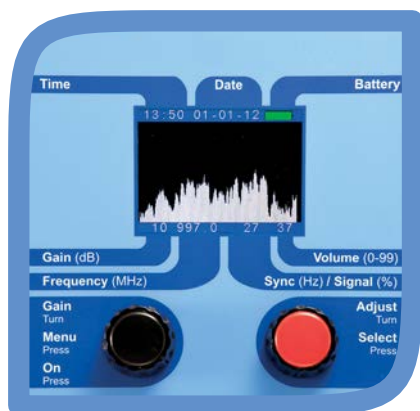 Time Date Battery
13:50 01-01-12
10 997.0 27 37
Gain (dB) Volume (0-99)
Frequency (MHz) Sync (Hz) / Signal (%)
Gain
Turn
Menu
Press
On
Press
Adjust
Turn
Select
Press